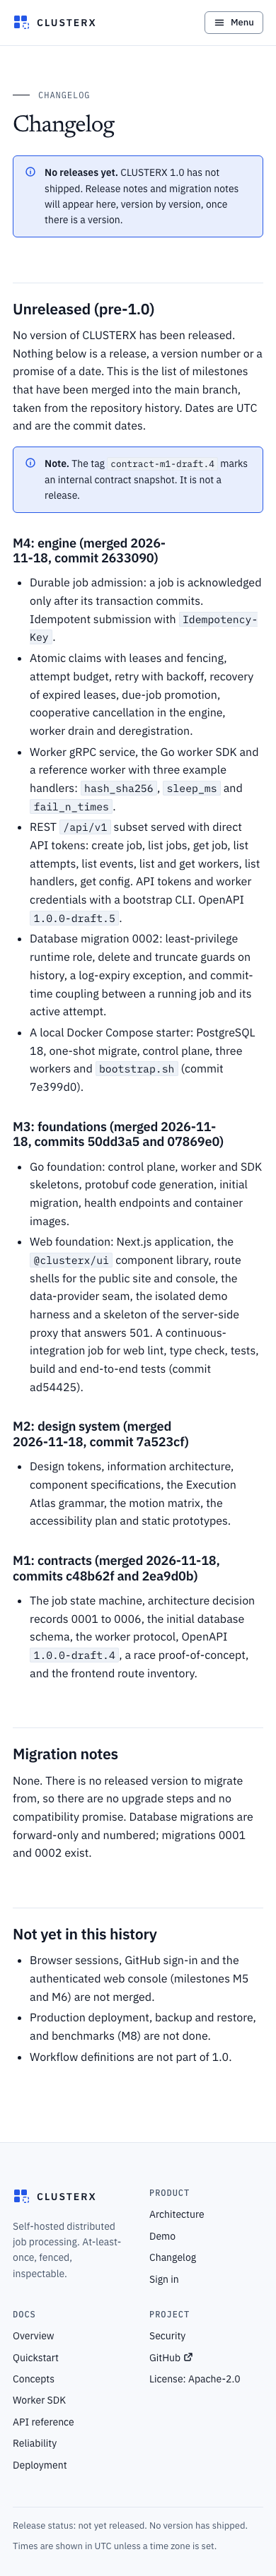 CLUSTERX
Menu
CHANGELOG
Changelog
No releases yet. CLUSTERX 1.0 has not
shipped. Release notes and migration notes
will appear here, version by version, once
there is a version.
Unreleased (pre-1.0)
No version of CLUSTERX has been released.
Nothing below is a release, a version number or a
promise of a date. This is the list of milestones
that have been merged into the main branch,
taken from the repository history. Dates are UTC
and are the commit dates.
Note. The tag contract-m1-draft.4 marks
an internal contract snapshot. It is not a
release.
M4: engine (merged 2026-
11-18, commit 2633090)
• Durable job admission: a job is acknowledged
only after its transaction commits.
Idempotent submission with Idempotency-
Key.
• Atomic claims with leases and fencing,
attempt budget, retry with backoff, recovery
of expired leases, due-job promotion,
cooperative cancellation in the engine,
worker drain and deregistration.
• Worker gRPC service, the Go worker SDK and
a reference worker with three example
handlers: hash_sha256, sleep_ms and
fail_n_times.
• REST /api/v1 subset served with direct
API tokens: create job, list jobs, get job, list
attempts, list events, list and get workers, list
handlers, get config. API tokens and worker
credentials with a bootstrap CLI. OpenAPI
1.0.0-draft.5.
• Database migration 0002: least-privilege
runtime role, delete and truncate guards on
history, a log-expiry exception, and commit-
time coupling between a running job and its
active attempt.
• A local Docker Compose starter: PostgreSQL
18, one-shot migrate, control plane, three
workers and bootstrap.sh (commit
7e399d0).
M3: foundations (merged 2026-11-
18, commits 50dd3a5 and 07869e0)
• Go foundation: control plane, worker and SDK
skeletons, protobuf code generation, initial
migration, health endpoints and container
images.
• Web foundation: Next.js application, the
@clusterx/ui component library, route
shells for the public site and console, the
data-provider seam, the isolated demo
harness and a skeleton of the server-side
proxy that answers 501. A continuous-
integration job for web lint, type check, tests,
build and end-to-end tests (commit
ad54425).
M2: design system (merged
2026-11-18, commit 7a523cf)
• Design tokens, information architecture,
component specifications, the Execution
Atlas grammar, the motion matrix, the
accessibility plan and static prototypes.
M1: contracts (merged 2026-11-18,
commits c48b62f and 2ea9d0b)
• The job state machine, architecture decision
records 0001 to 0006, the initial database
schema, the worker protocol, OpenAPI
1.0.0-draft.4, a race proof-of-concept,
and the frontend route inventory.
Migration notes
None. There is no released version to migrate
from, so there are no upgrade steps and no
compatibility promise. Database migrations are
forward-only and numbered; migrations 0001
and 0002 exist.
Not yet in this history
• Browser sessions, GitHub sign-in and the
authenticated web console (milestones M5
and M6) are not merged.
• Production deployment, backup and restore,
and benchmarks (M8) are not done.
• Workflow definitions are not part of 1.0.
CLUSTERX
Self-hosted distributed
job processing. At-least-
once, fenced,
inspectable.
PRODUCT
Architecture
Demo
Changelog
Sign in
DOCS
Overview
Quickstart
Concepts
Worker SDK
API reference
Reliability
Deployment
PROJECT
Security
GitHub
License: Apache-2.0
Release status: not yet released. No version has shipped.
Times are shown in UTC unless a time zone is set.